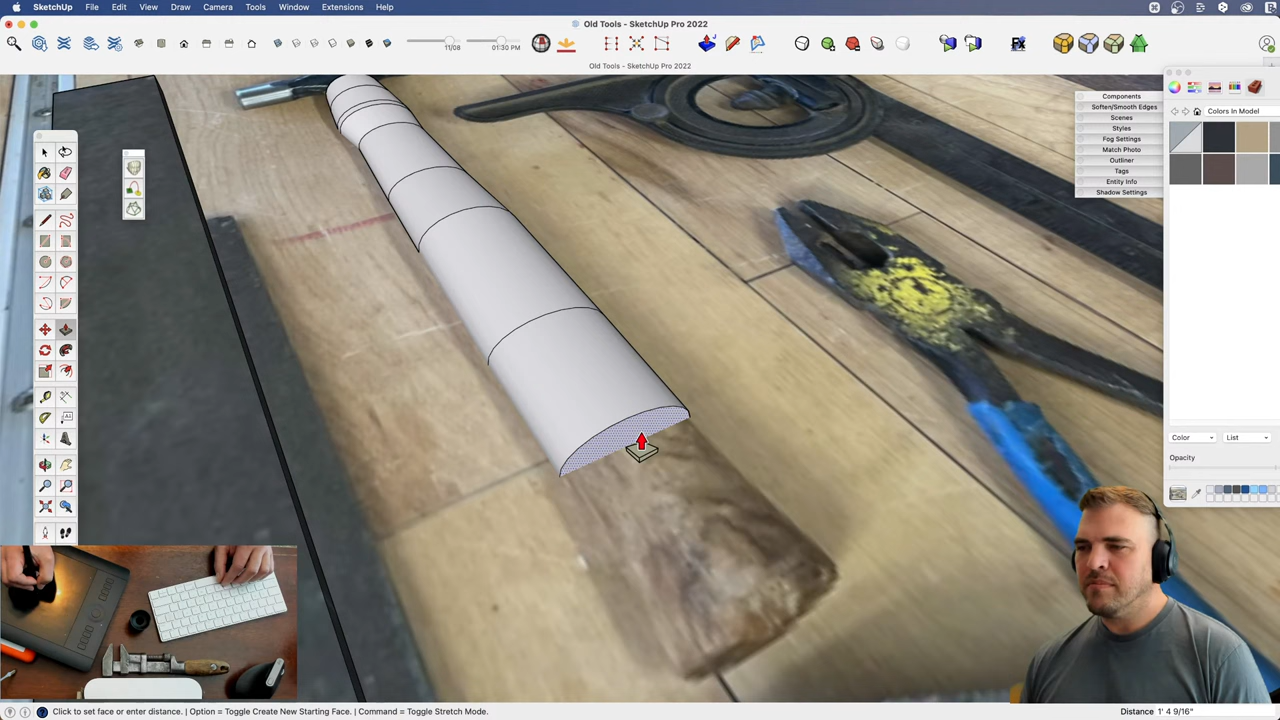 SketchUp File Edit View Draw Camera Tools Window Extensions Help
Old Tools - SketchUp Pro 2022
11/08
01:30 PM
FX
Old Tools - SketchUp Pro 2022
Components
Soften/Smooth Edges
Scenes
Styles
Fog Settings
Match Photo
Outliner
Tags
Entity Info
Shadow Settings
Colors In Model
Color
List
Opacity
Click to set face or enter distance. | Option = Toggle Create New Starting Face. | Command = Toggle Stretch Mode.
Distance 1' 4 9/16"